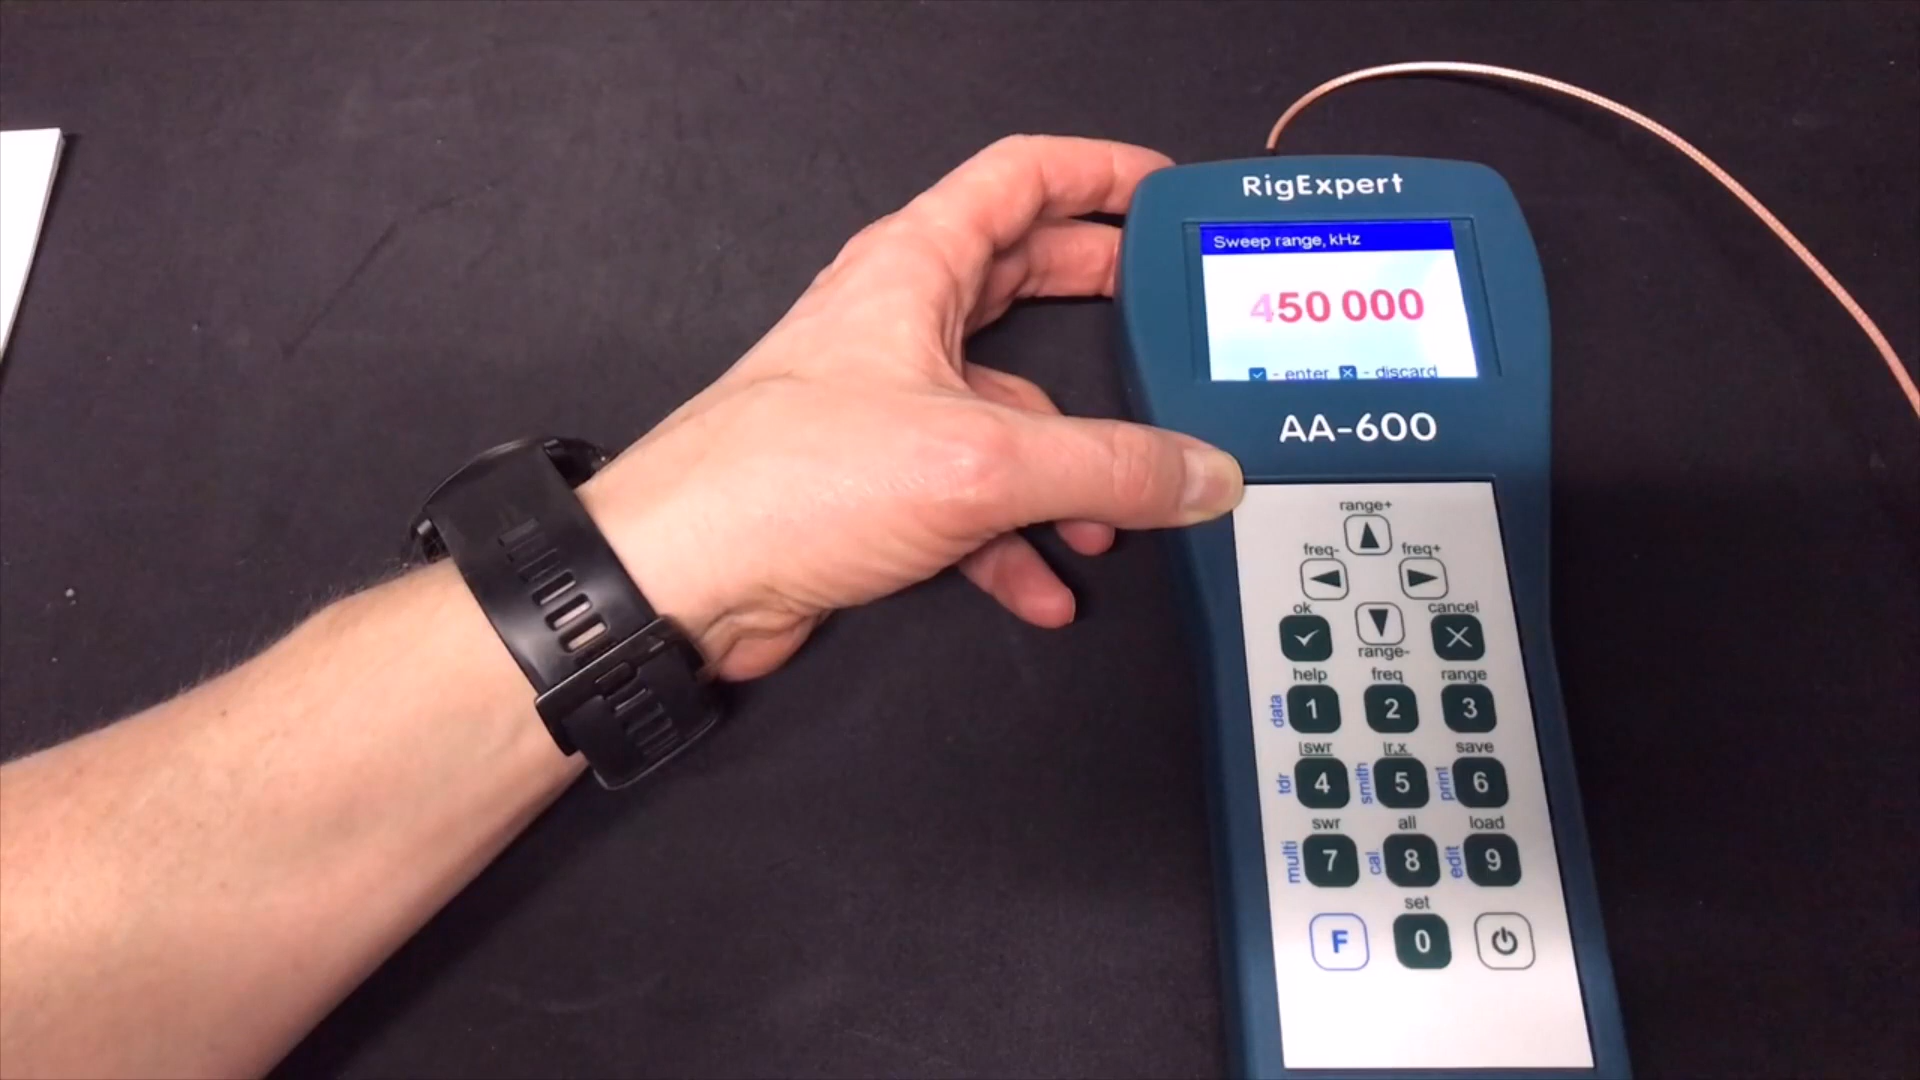 RigExpert
Sweep range, kHz
450 000
- enter - discard
AA-600
range+
freq- freq+
ok cancel
range-
help freq range
data 1 2 3
swr r,x save
tdr 4 smith 5 print 6
swr all load
multi 7 cal 8 edit 9
set
F 0